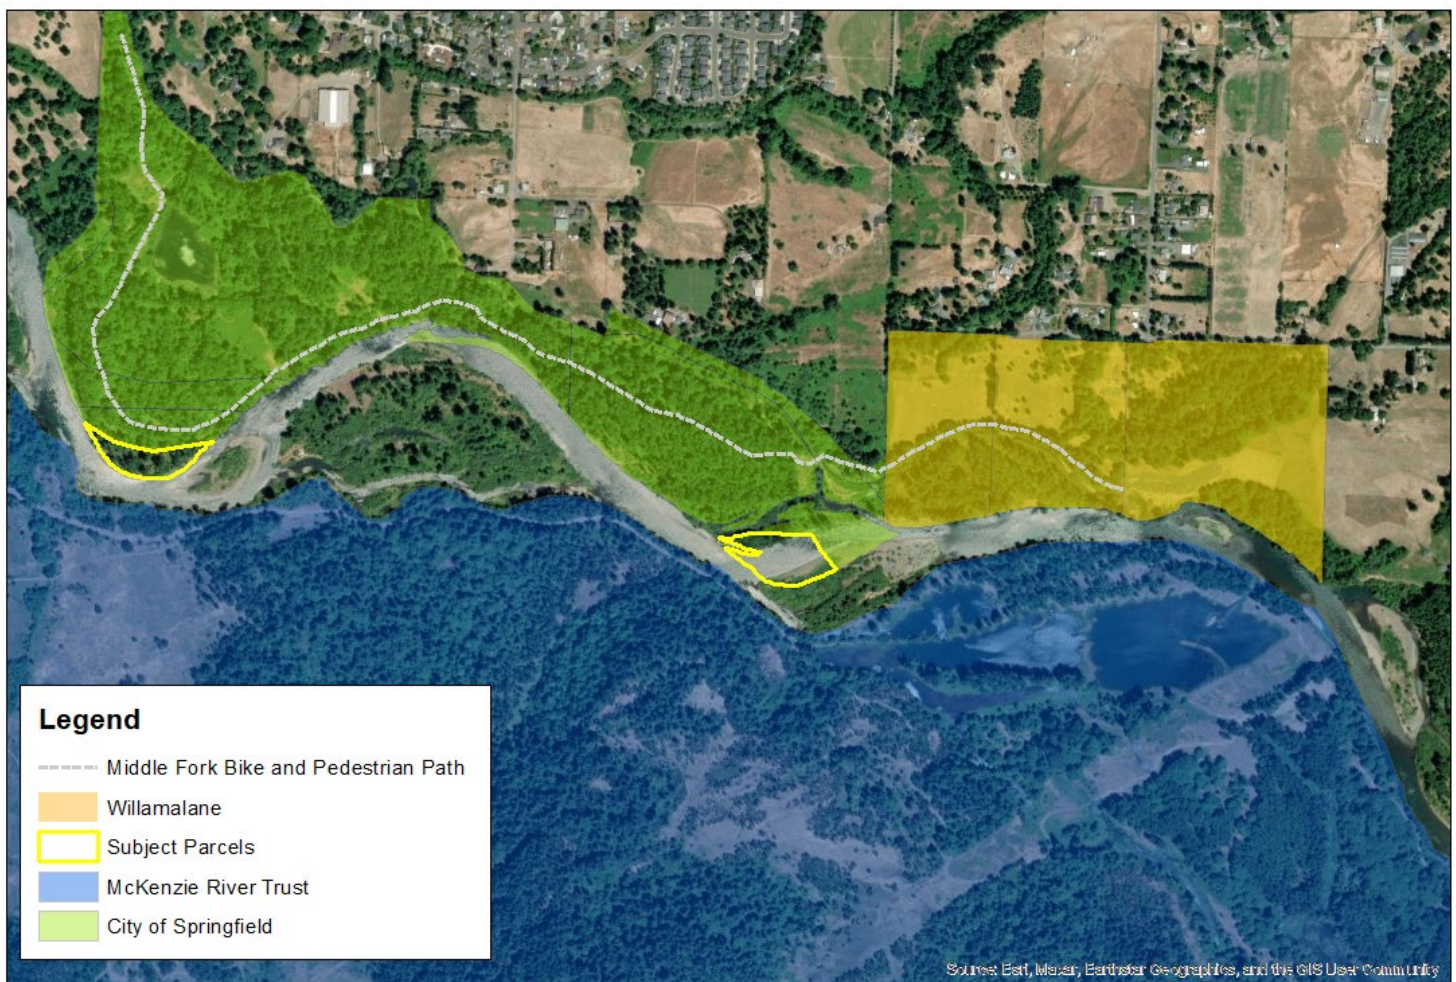 Legend
Middle Fork Bike and Pedestrian Path
Willamalane
Subject Parcels
McKenzie River Trust
City of Springfield
Source: Esri, Maxar, Earthstar Geographics, and the GIS User Community